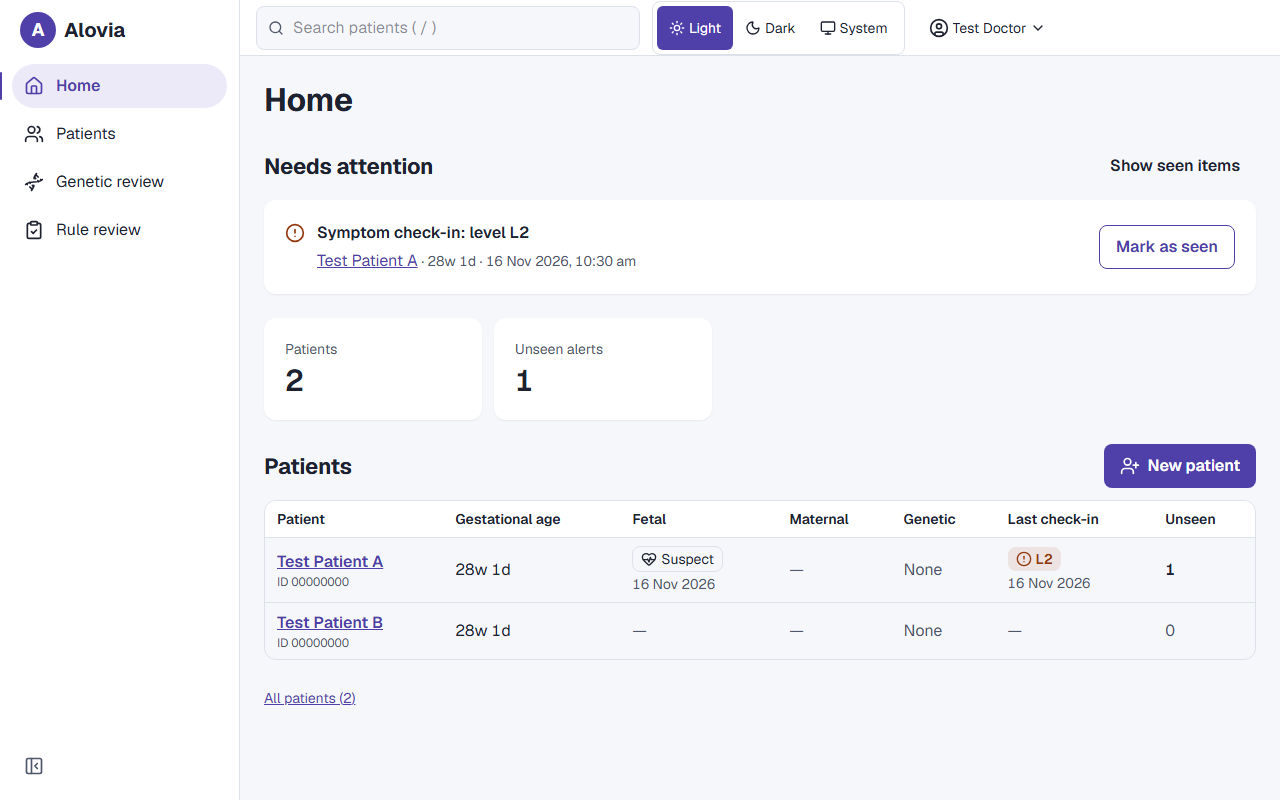 A Alovia
Search patients ( / )
Light
Dark
System
Test Doctor
Home
Patients
Genetic review
Rule review
Home
Needs attention
Show seen items
Symptom check-in: level L2
Test Patient A · 28w 1d · 16 Nov 2026, 10:30 am
Mark as seen
Patients
2
Unseen alerts
1
Patients
New patient
Patient Gestational age Fetal Maternal Genetic Last check-in Unseen
Test Patient A
ID 00000000
28w 1d
Suspect
16 Nov 2026
—
None
L2
16 Nov 2026
1
Test Patient B
ID 00000000
28w 1d
—
—
None
—
0
All patients (2)